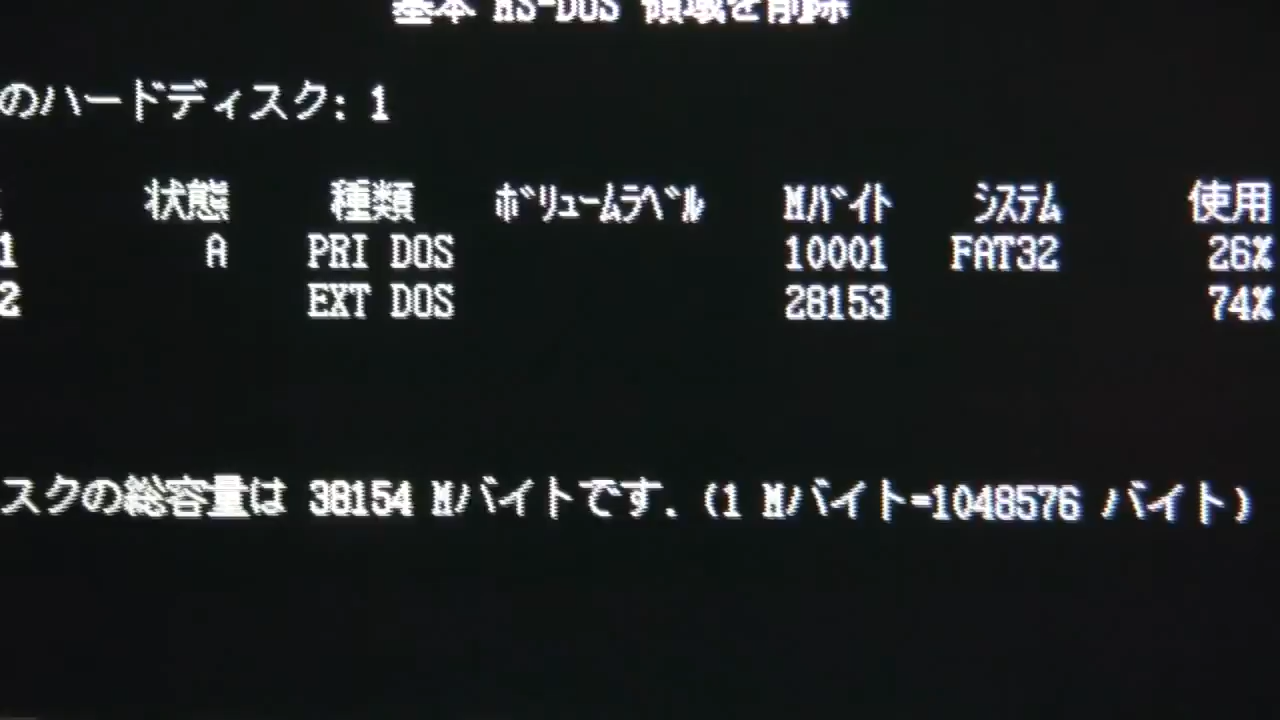 基本 MS-DOS 領域を削除
のハードディスク: 1
状態 種類 ﾎﾞﾘｭｰﾑﾗﾍﾞﾙ Mﾊﾞｲﾄ ｼｽﾃﾑ 使用
1 A PRI DOS 10001 FAT32 26%
2 EXT DOS 28153 74%
スクの総容量は 38154 Mバイトです. (1 Mバイト=1048576 バイト)